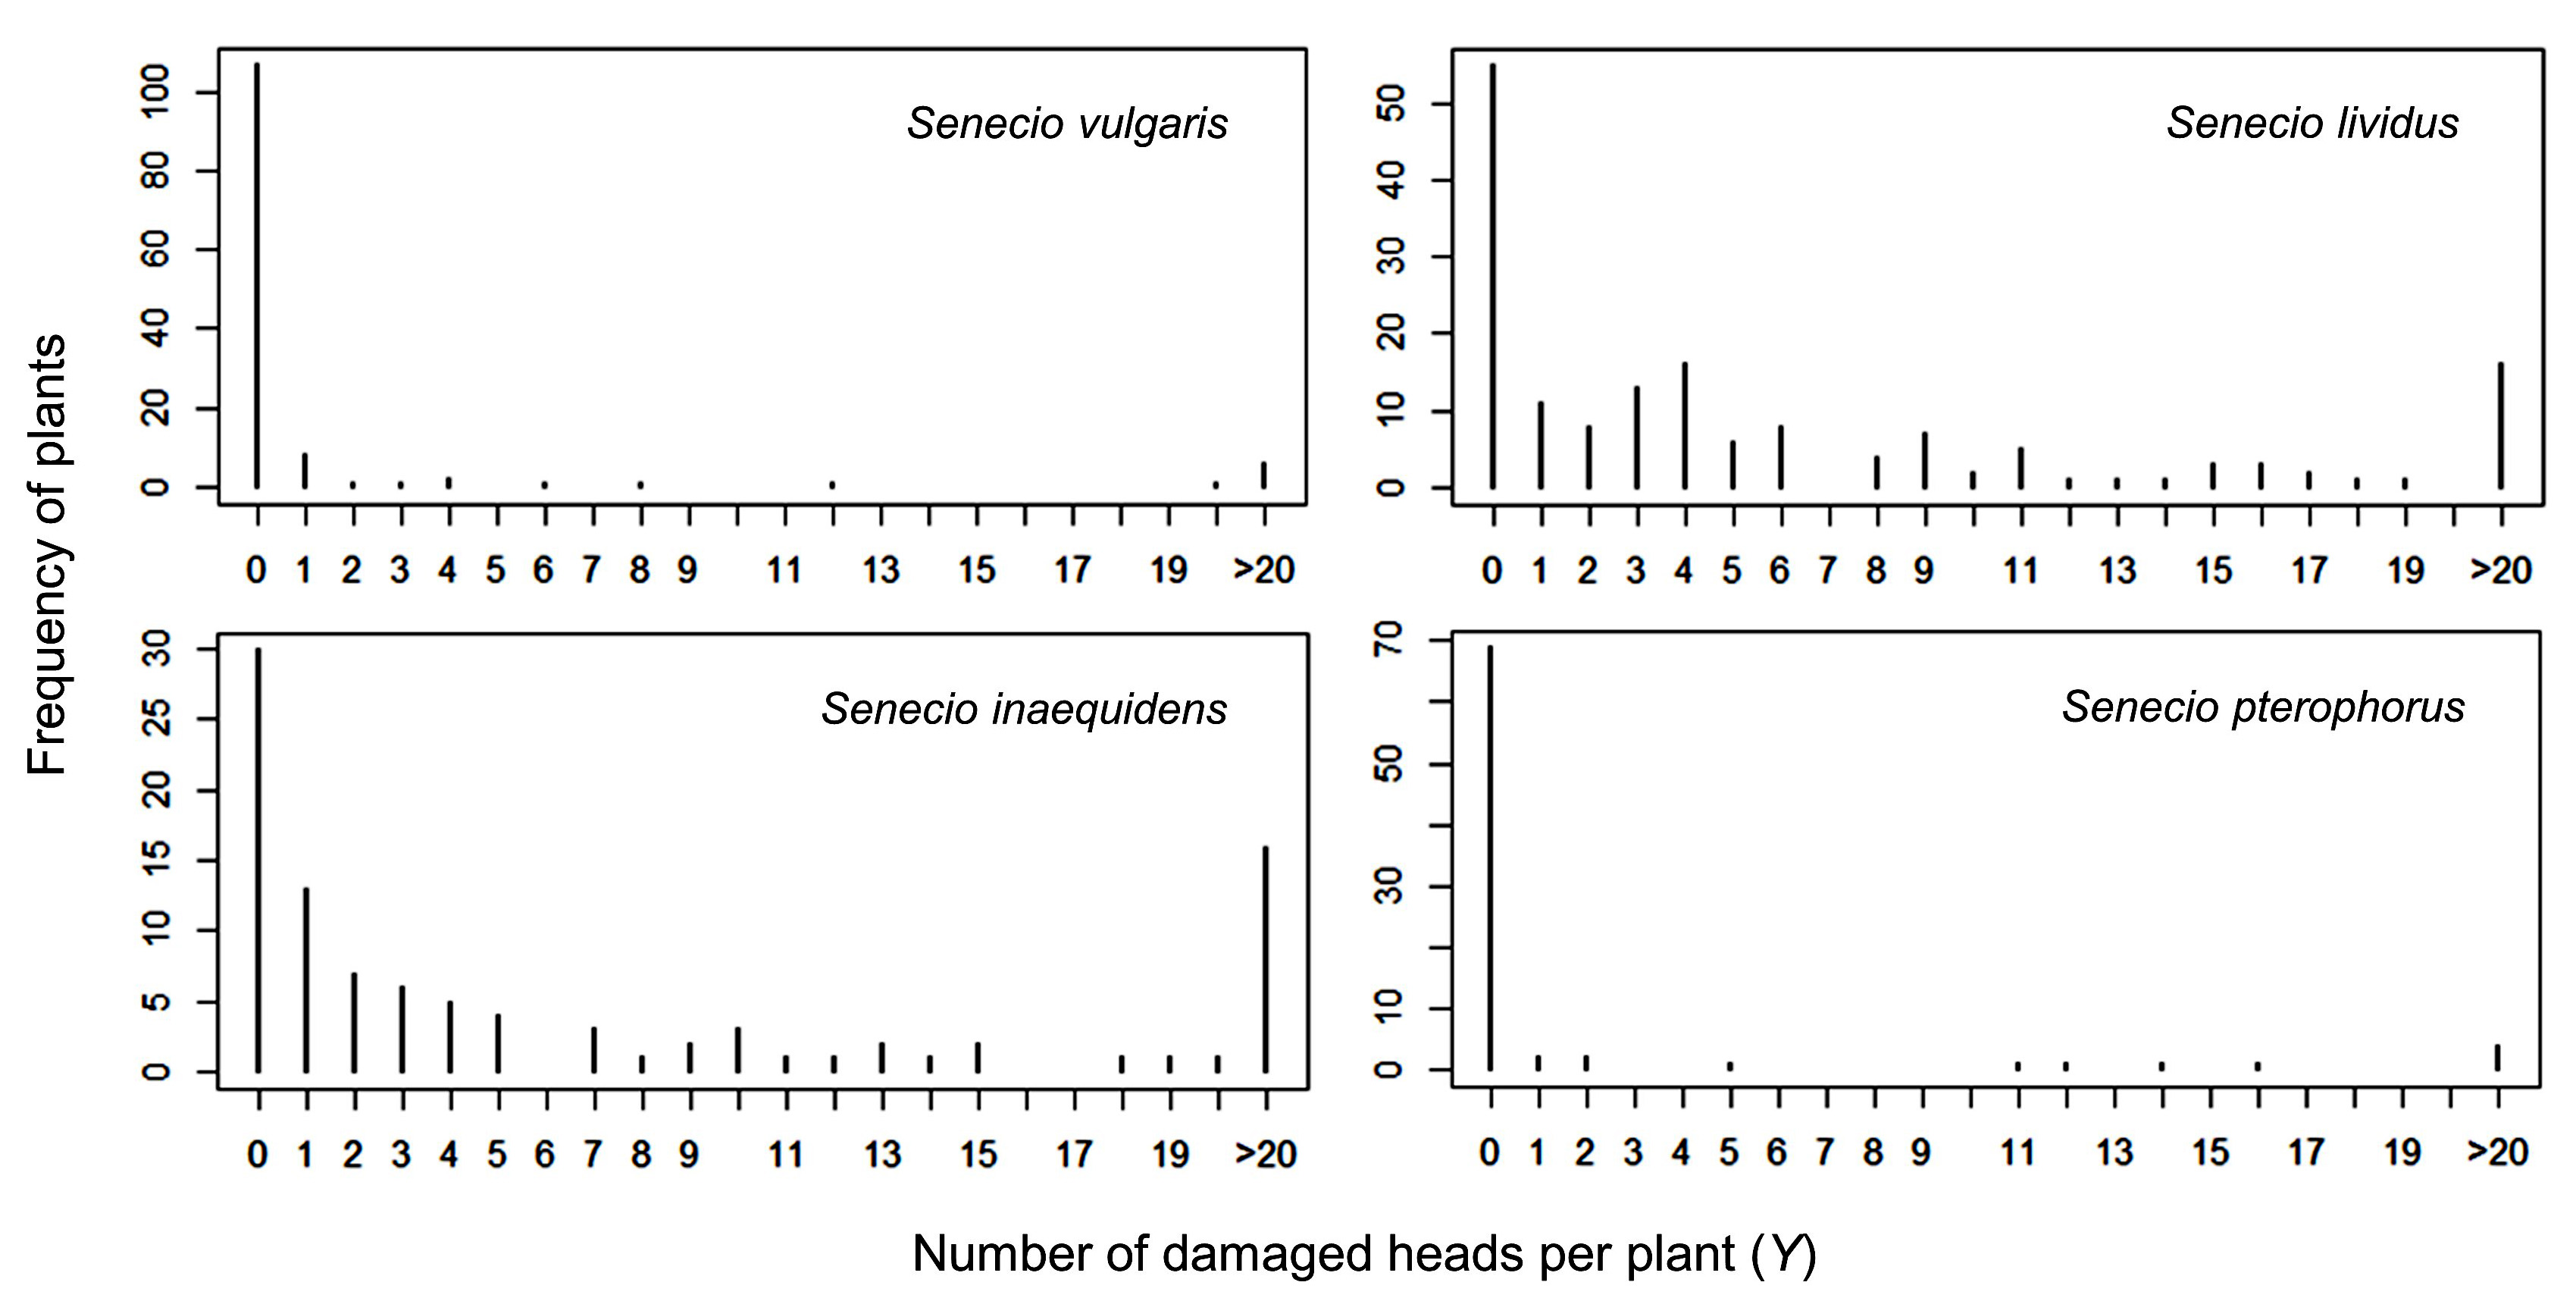 Frequency of plants
Senecio vulgaris
100
80
60
40
20
0
0 1 2 3 4 5 6 7 8 9 11 13 15 17 19 >20
Senecio lividus
50
40
30
20
10
0
0 1 2 3 4 5 6 7 8 9 11 13 15 17 19 >20
Senecio inaequidens
30
25
20
15
10
5
0
0 1 2 3 4 5 6 7 8 9 11 13 15 17 19 >20
Senecio pterophorus
70
50
30
10
0
0 1 2 3 4 5 6 7 8 9 11 13 15 17 19 >20
Number of damaged heads per plant (Y)